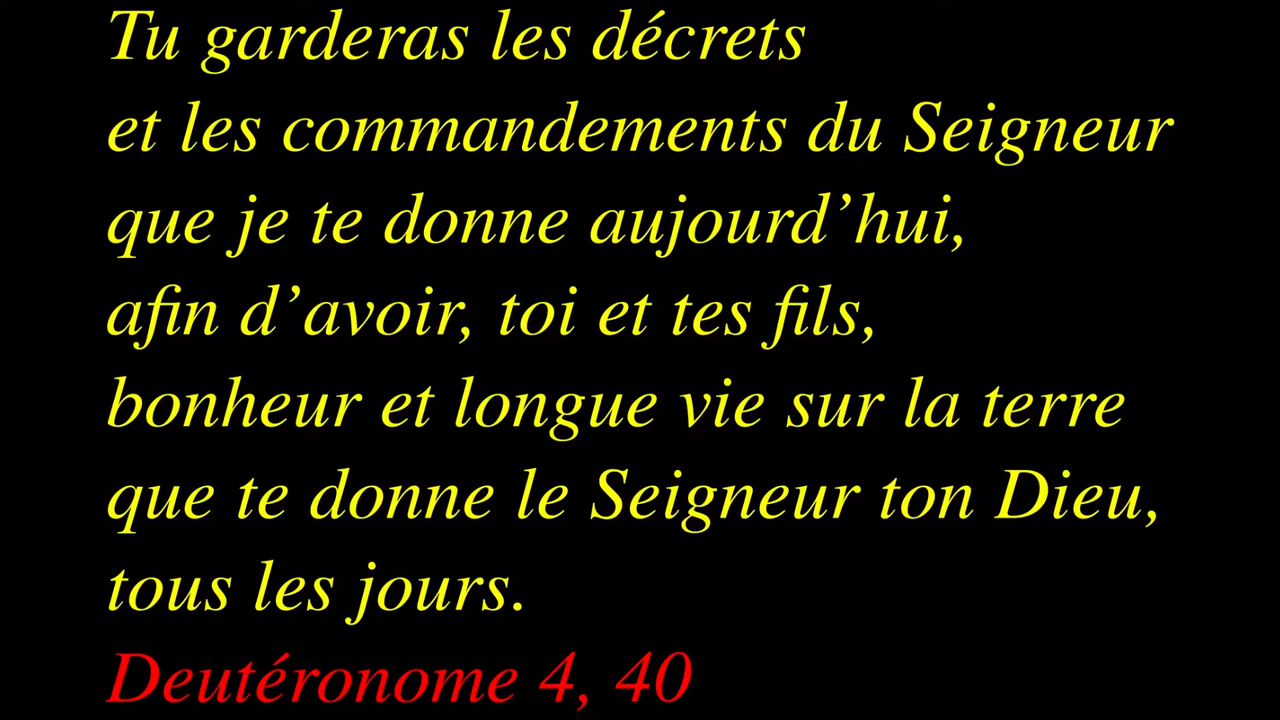 Tu garderas les décrets
et les commandements du Seigneur
que je te donne aujourd’hui,
afin d’avoir, toi et tes fils,
bonheur et longue vie sur la terre
que te donne le Seigneur ton Dieu,
tous les jours.
Deutéronome 4, 40